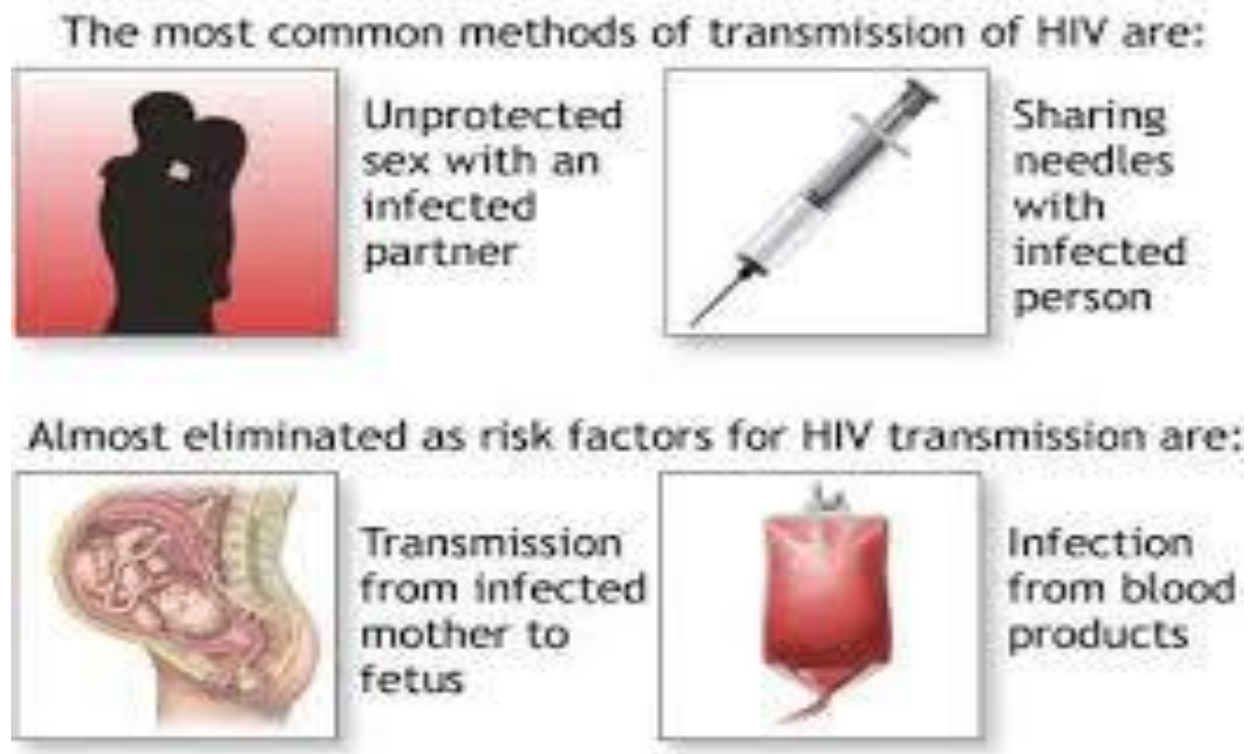 The most common methods of transmission of HIV are:
Unprotected
sex with an
infected
partner
Sharing
needles
with
infected
person
Almost eliminated as risk factors for HIV transmission are:
Transmission
from infected
mother to
fetus
Infection
from blood
products